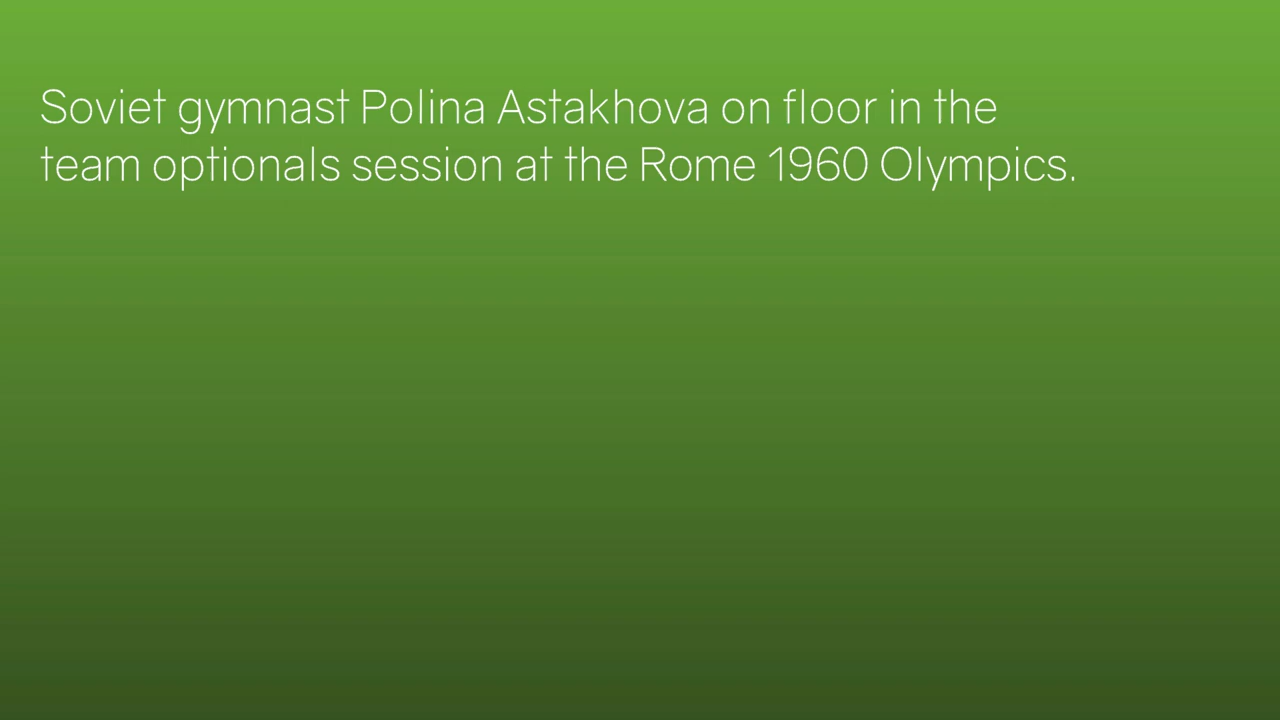 Soviet gymnast Polina Astakhova on floor in the
team optionals session at the Rome 1960 Olympics.